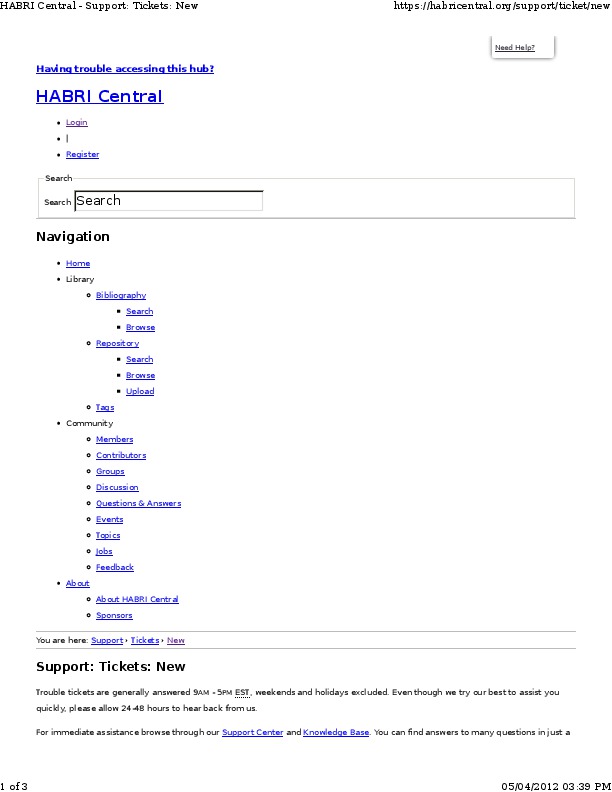 HABRI Central - Support: Tickets: New https://habricentral.org/support/ticket/new
Need Help?
Having trouble accessing this hub?
HABRI Central
Login
|
Register
Search
Search Search
Navigation
Home
Library
Bibliography
Search
Browse
Repository
Search
Browse
Upload
Tags
Community
Members
Contributors
Groups
Discussion
Questions & Answers
Events
Topics
Jobs
Feedback
About
About HABRI Central
Sponsors
You are here: Support › Tickets › New
Support: Tickets: New
Trouble tickets are generally answered 9AM - 5PM EST, weekends and holidays excluded. Even though we try our best to assist you
quickly, please allow 24-48 hours to hear back from us.
For immediate assistance browse through our Support Center and Knowledge Base. You can find answers to many questions in just a
1 of 3 05/04/2012 03:39 PM